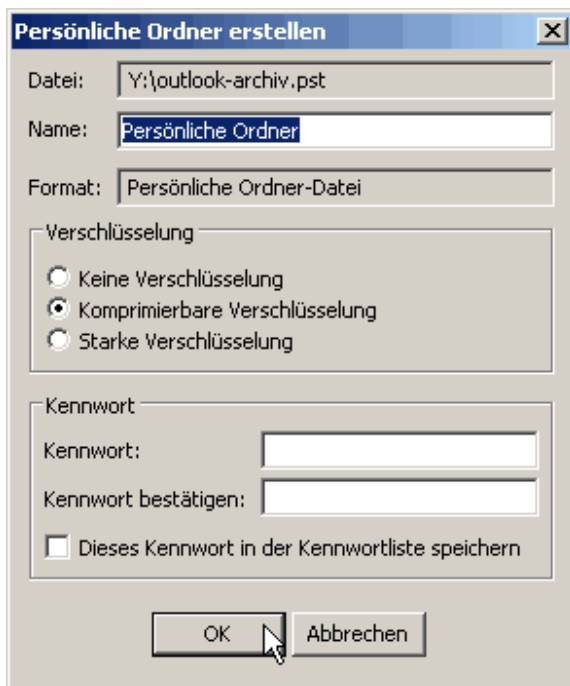 Persönliche Ordner erstellen
Datei: Y:\outlook-archiv.pst
Name: Persönliche Ordner
Format: Persönliche Ordner-Datei
Verschlüsselung
Keine Verschlüsselung
Komprimierbare Verschlüsselung
Starke Verschlüsselung
Kennwort
Kennwort:
Kennwort bestätigen:
Dieses Kennwort in der Kennwortliste speichern
OK Abbrechen